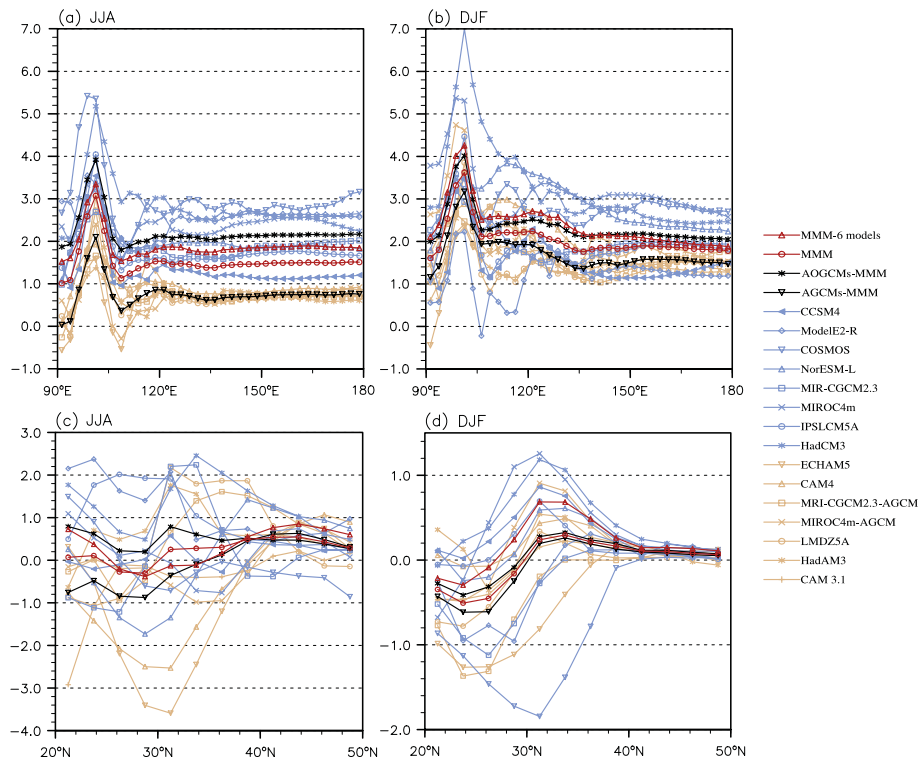 (a) JJA
7.0
6.0
5.0
4.0
3.0
2.0
1.0
0.0
−1.0
90°E
120°E
150°E
180
(b) DJF
7.0
6.0
5.0
4.0
3.0
2.0
1.0
0.0
−1.0
90°E
120°E
150°E
180
(c) JJA
3.0
2.0
1.0
0.0
−1.0
−2.0
−3.0
−4.0
20°N
30°N
40°N
50°N
(d) DJF
1.0
0.0
−1.0
−2.0
20°N
30°N
40°N
50°N
MMM-6 models
MMM
AOGCMs-MMM
AGCMs-MMM
CCSM4
ModelE2-R
COSMOS
NorESM-L
MIR-CGCM2.3
MIROC4m
IPSLCM5A
HadCM3
ECHAM5
CAM4
MRI-CGCM2.3-AGCM
MIROC4m-AGCM
LMDZ5A
HadAM3
CAM 3.1